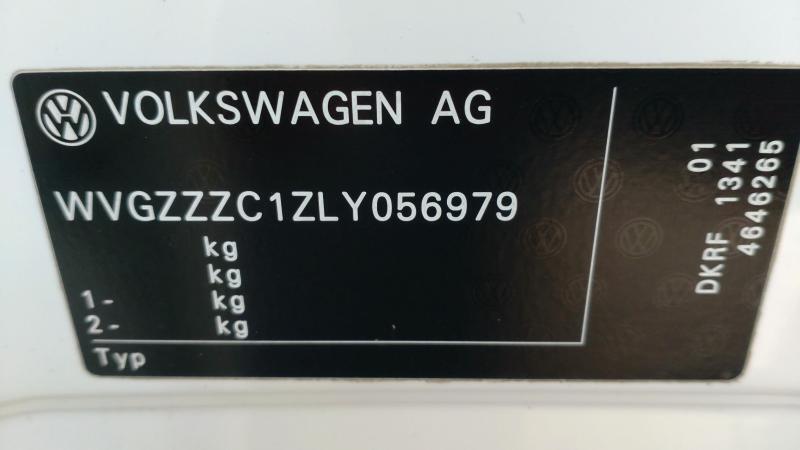 VOLKSWAGEN AG
WVGZZZC1ZLY056979
kg
kg
1- kg
2- kg
Typ
01
DKRF 1341
4646265